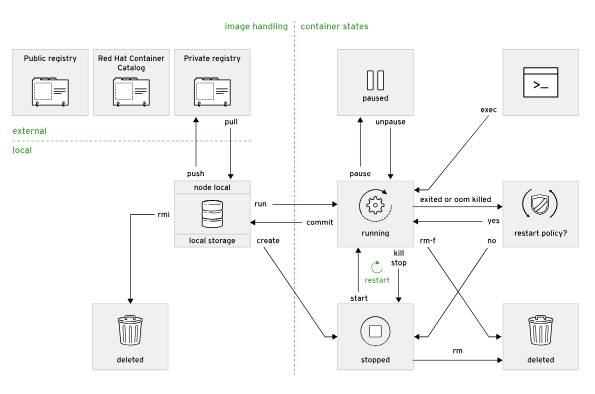 image handling
container states
Public registry
Red Hat Container
Catalog
Private registry
paused
exec
external
local
push
pull
pause
unpause
node local
local storage
rmi
run
commit
create
running
exited or oom killed
yes
no
restart policy?
rm-f
kill
stop
restart
start
deleted
stopped
rm
deleted